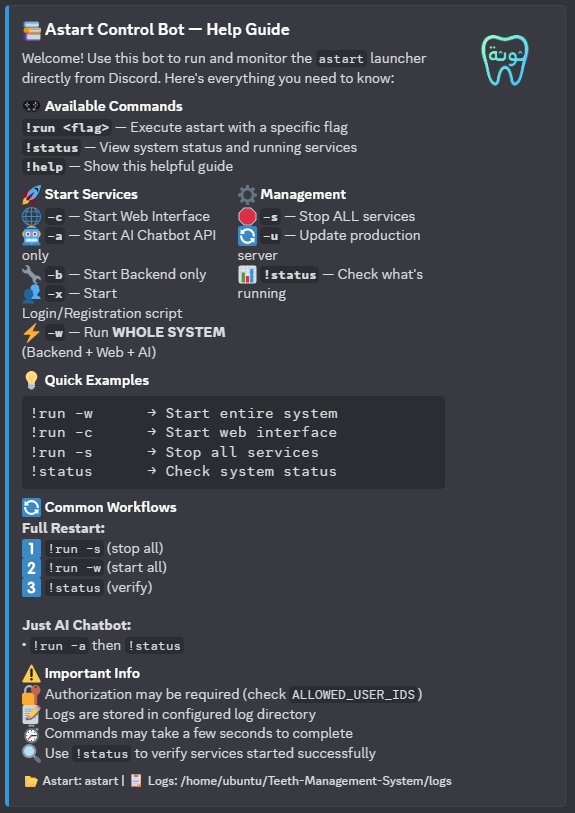 Astart Control Bot — Help Guide
توثة
Welcome! Use this bot to run and monitor the astart launcher
directly from Discord. Here's everything you need to know:
Available Commands
!run <flag> — Execute astart with a specific flag
!status — View system status and running services
!help — Show this helpful guide
Start Services
-c — Start Web Interface
-a — Start AI Chatbot API
only
-b — Start Backend only
-x — Start
Login/Registration script
-w — Run WHOLE SYSTEM
(Backend + Web + AI)
Management
-s — Stop ALL services
-u — Update production
server
!status — Check what's
running
Quick Examples
!run -w → Start entire system
!run -c → Start web interface
!run -s → Stop all services
!status → Check system status
Common Workflows
Full Restart:
1 !run -s (stop all)
2 !run -w (start all)
3 !status (verify)
Just AI Chatbot:
• !run -a then !status
Important Info
Authorization may be required (check ALLOWED_USER_IDS)
Logs are stored in configured log directory
Commands may take a few seconds to complete
Use !status to verify services started successfully
Astart: astart | Logs: /home/ubuntu/Teeth-Management-System/logs